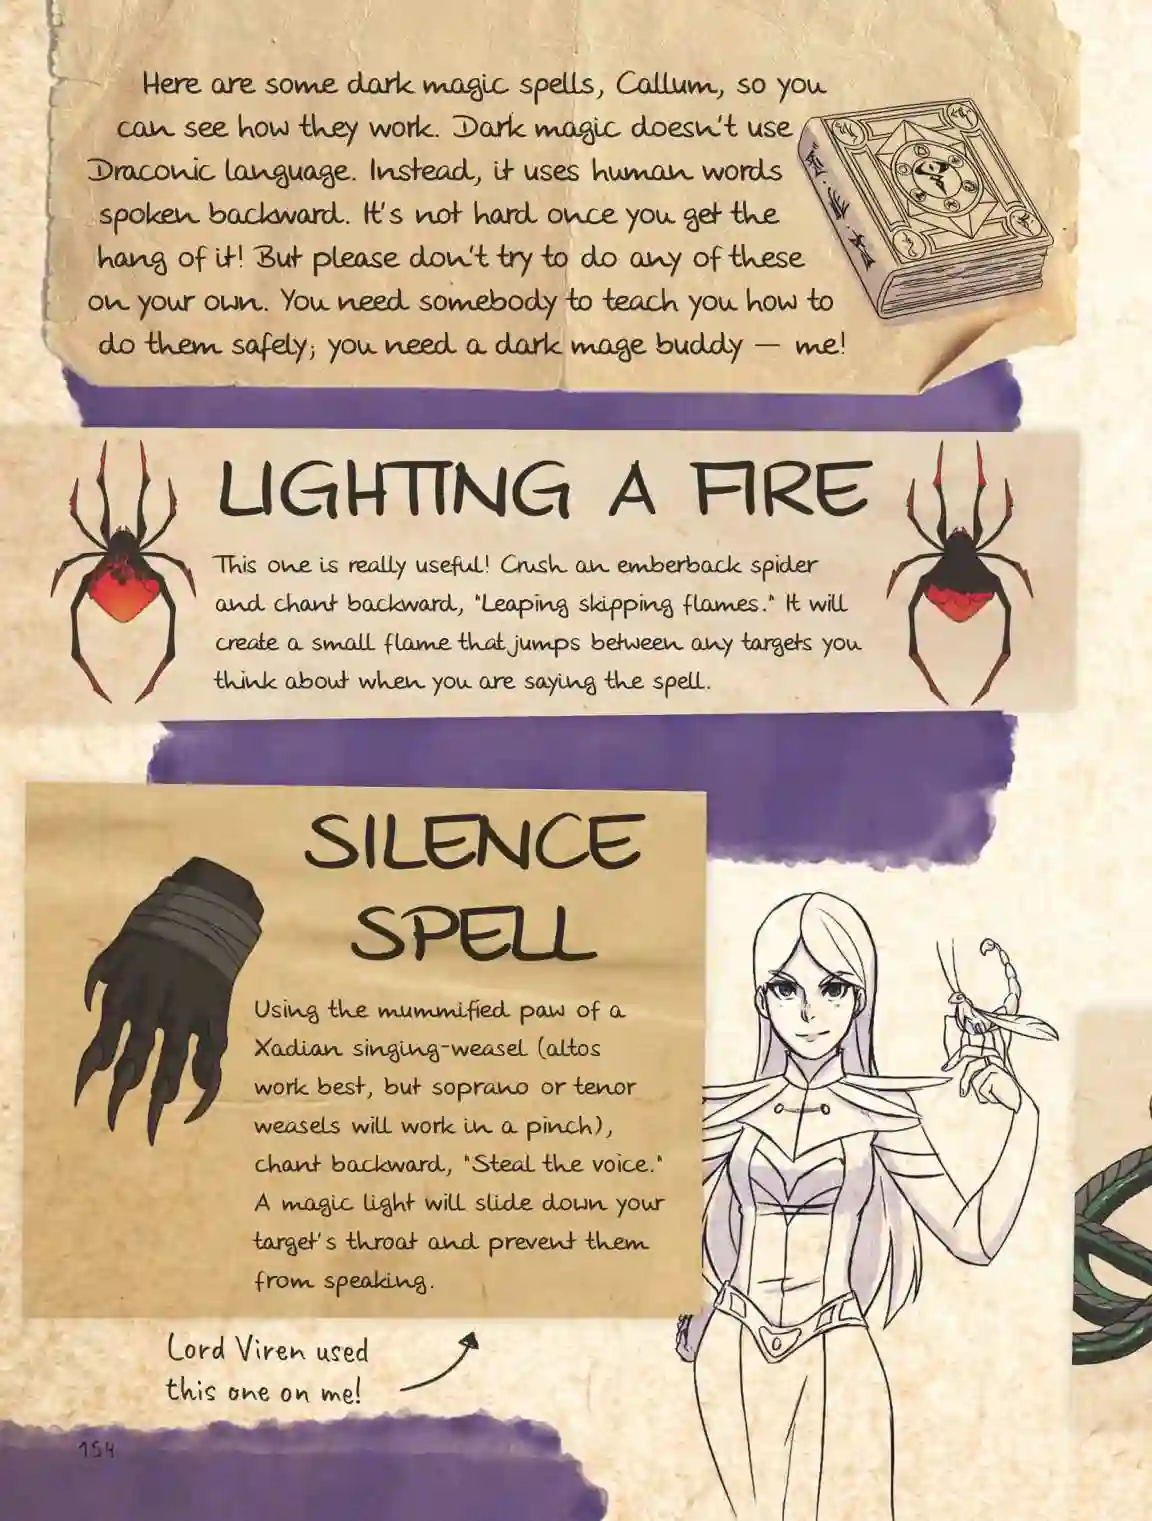 Here are some dark magic spells, Callum, so you
can see how they work. Dark magic doesn't use
Draconic language. Instead, it uses human words
spoken backward. It's not hard once you get the
hang of it! But please don't try to do any of these
on your own. You need somebody to teach you how to
do them safely; you need a dark mage buddy — me!
LIGHTING A FIRE
This one is really useful! Crush an emberback spider
and chant backward, "Leaping skipping flames." It will
create a small flame that jumps between any targets you
think about when you are saying the spell.
SILENCE
SPELL
Using the mummified paw of a
Xadian singing-weasel (altos
work best, but soprano or tenor
weasels will work in a pinch),
chant backward, "Steal the voice."
A magic light will slide down your
target's throat and prevent them
from speaking.
Lord Viren used
this one on me!
154